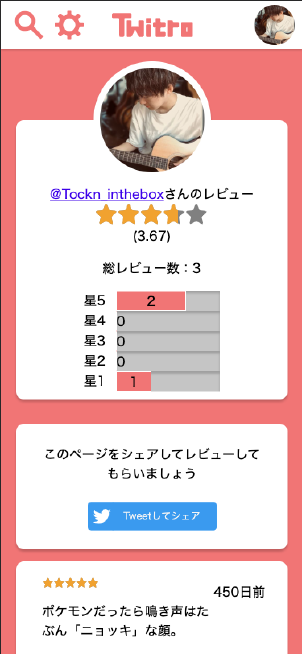 Twitro
@Tockn_intheboxさんのレビュー
(3.67)
総レビュー数：3
星5 2
星4 0
星3 0
星2 0
星1 1
このページをシェアしてレビューして
もらいましょう
Tweetしてシェア
450日前
ポケモンだったら鳴き声はた
ぶん「ニョッキ」な顔。